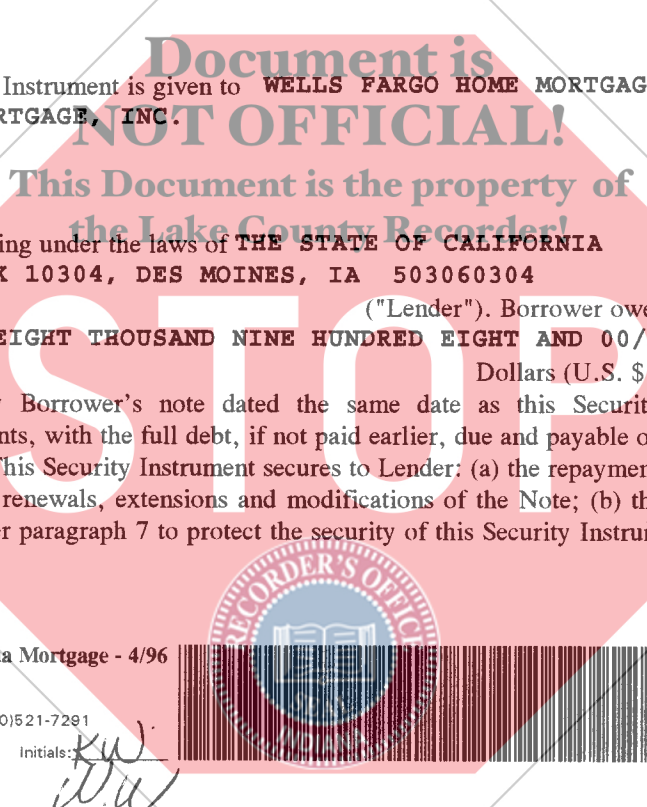 Document is
Instrument is given to WELLS FARGO HOME MORTGAG
RTGAGE, INC.
NOT OFFICIAL!
This Document is the property of
the Lake County Recorder!
ing under the laws of THE STATE OF CALIFORNIA
K 10304, DES MOINES, IA 503060304
("Lender"). Borrower owe
EIGHT THOUSAND NINE HUNDRED EIGHT AND 00/
Dollars (U.S. $
STOP
Borrower's note dated the same date as this Securit
nts, with the full debt, if not paid earlier, due and payable o
This Security Instrument secures to Lender: (a) the repaymen
renewals, extensions and modifications of the Note; (b) th
r paragraph 7 to protect the security of this Security Instru
RECORDER'S OFFICE
SEAL
INDIANA
ta Mortgage - 4/96
0)521-7291
Initials: KW